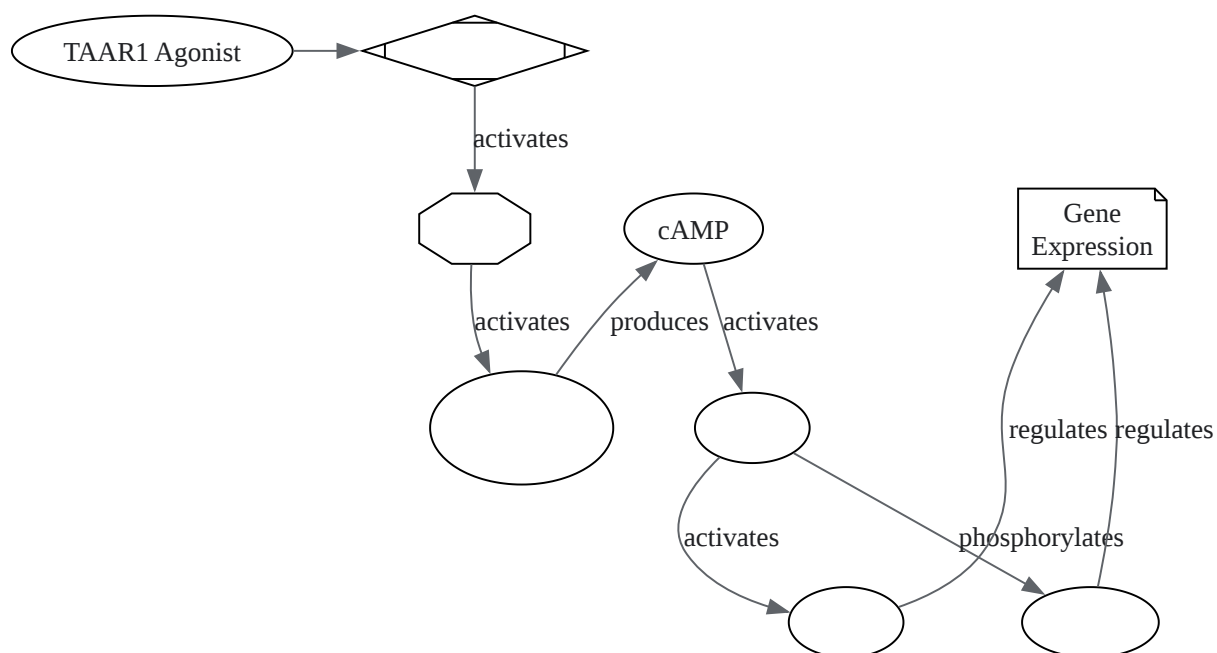 TAAR1 Agonist
activates
cAMP
Gene
Expression
activates
produces
activates
regulates
regulates
activates
phosphorylates